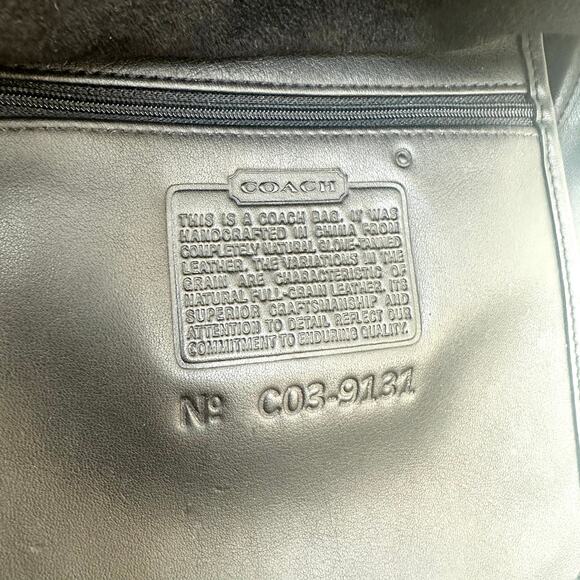 COACH
THIS IS A COACH BAG. IT WAS
HANDCRAFTED IN CHINA FROM
COMPLETELY NATURAL GLOVE-TANNED
LEATHER. THE VARIATIONS IN THE
GRAIN ARE CHARACTERISTIC OF
NATURAL FULL-GRAIN LEATHER. ITS
SUPERIOR CRAFTSMANSHIP AND
ATTENTION TO DETAIL REFLECT OUR
COMMITMENT TO ENDURING QUALITY.
Nº C03-9131